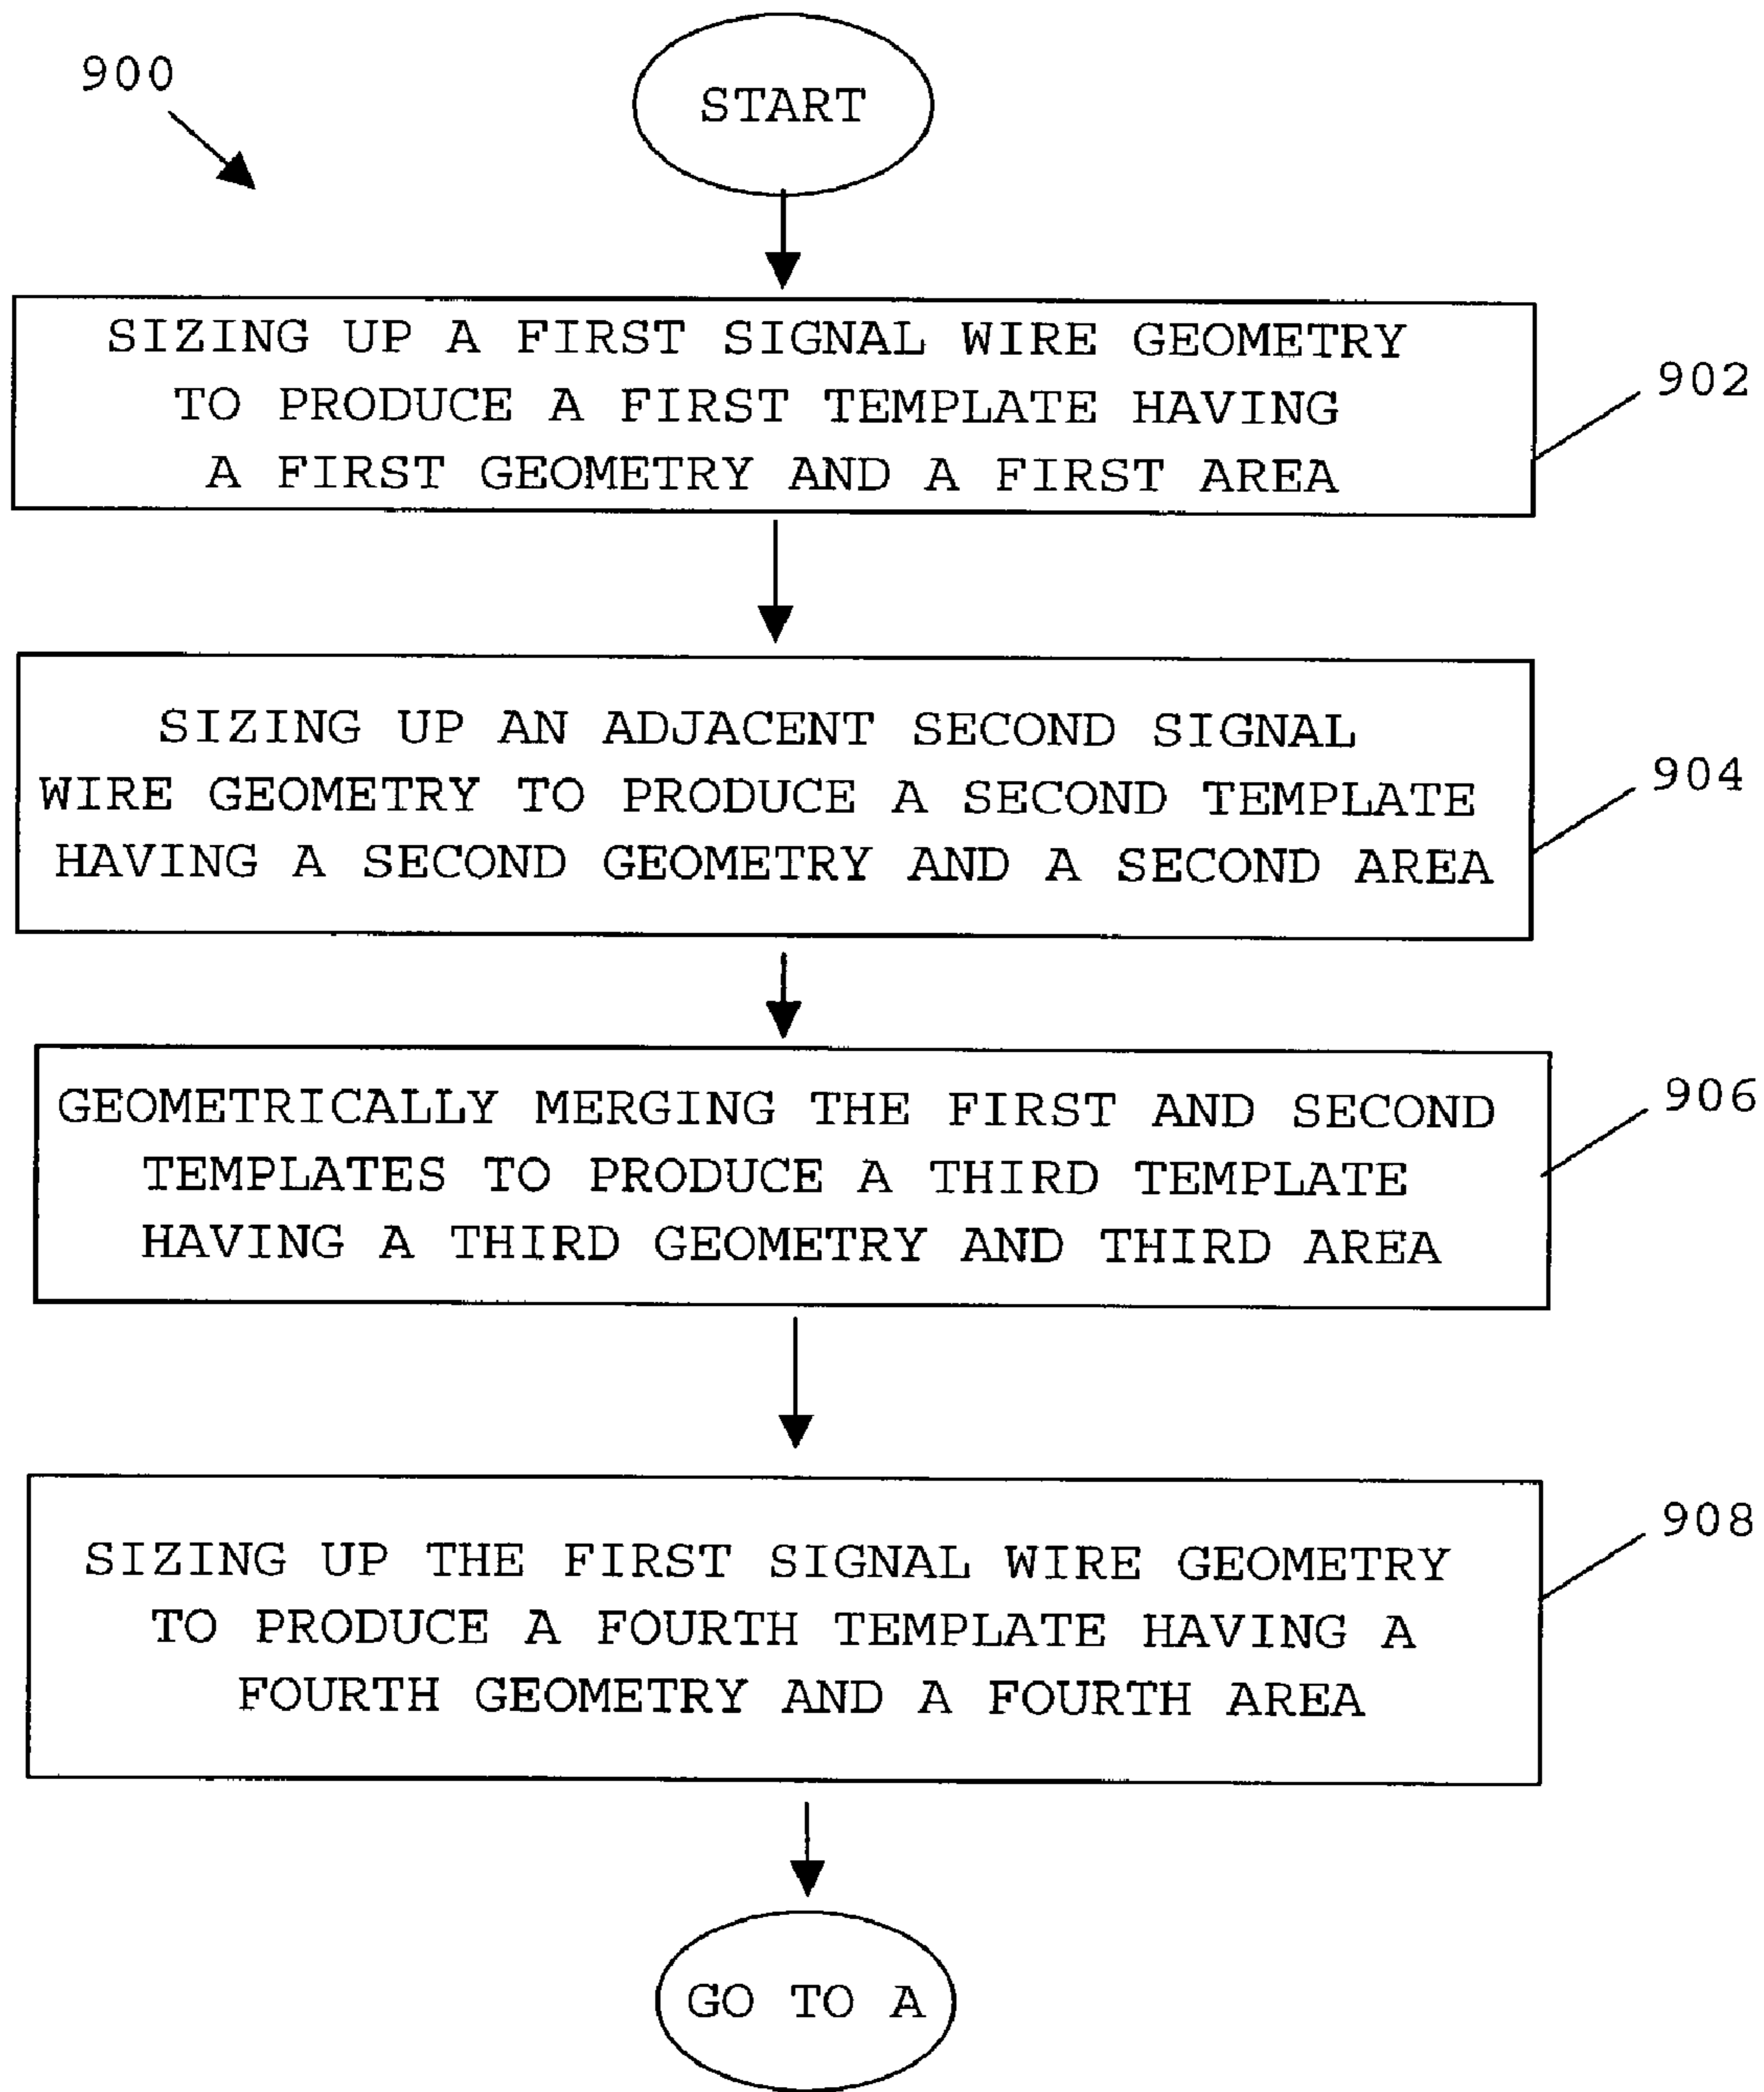 900
START
SIZING UP A FIRST SIGNAL WIRE GEOMETRY
TO PRODUCE A FIRST TEMPLATE HAVING
A FIRST GEOMETRY AND A FIRST AREA
902
SIZING UP AN ADJACENT SECOND SIGNAL
WIRE GEOMETRY TO PRODUCE A SECOND TEMPLATE
HAVING A SECOND GEOMETRY AND A SECOND AREA
904
GEOMETRICALLY MERGING THE FIRST AND SECOND
TEMPLATES TO PRODUCE A THIRD TEMPLATE
HAVING A THIRD GEOMETRY AND THIRD AREA
906
SIZING UP THE FIRST SIGNAL WIRE GEOMETRY
TO PRODUCE A FOURTH TEMPLATE HAVING A
FOURTH GEOMETRY AND A FOURTH AREA
908
GO TO A